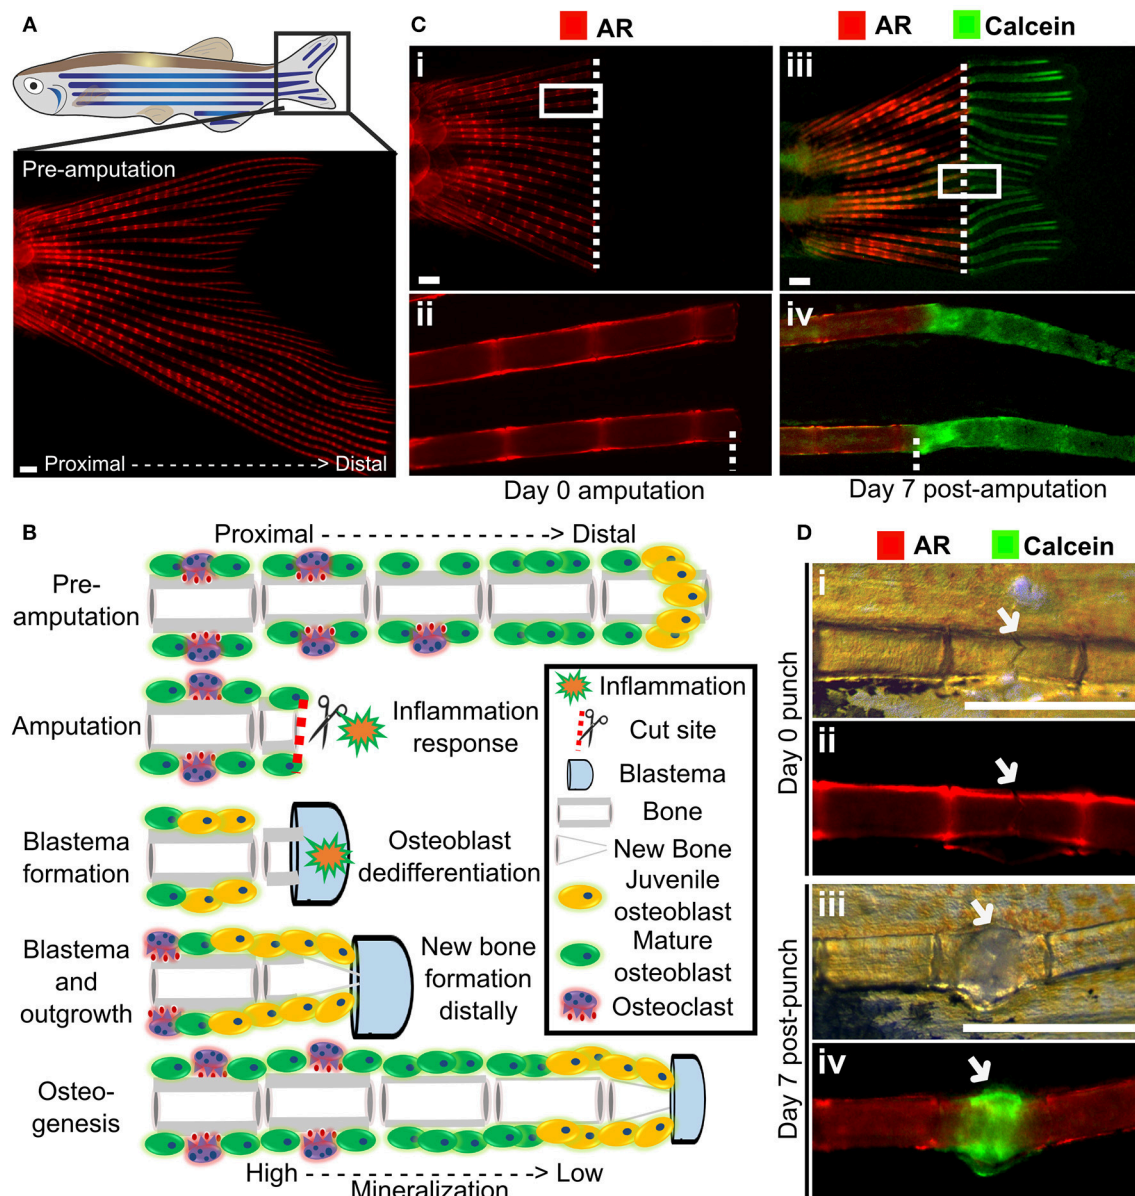 A
Pre-amputation
Proximal - - - - - - - - - - - - - - - - - -> Distal
C
AR
AR
Calcein
i
iii
ii
iv
Day 0 amputation
Day 7 post-amputation
B
Proximal - - - - - - - - - - - - - - - -> Distal
Pre-
amputation
Amputation
Inflammation
response
Blastema
formation
Osteoblast
dedifferentiation
Blastema
and
outgrowth
New bone
formation
distally
Osteo-
genesis
High - - - - - - - - - - - - - - -> Low
Mineralization
Inflammation
Cut site
Blastema
Bone
New Bone
Juvenile
osteoblast
Mature
osteoblast
Osteoclast
D
AR
Calcein
Day 0 punch
i
ii
Day 7 post-punch
iii
iv